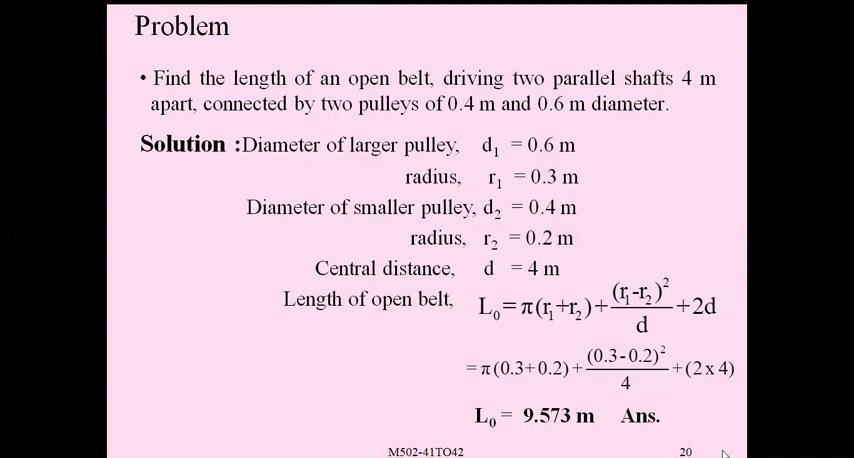 Problem
• Find the length of an open belt, driving two parallel shafts 4 m
apart, connected by two pulleys of 0.4 m and 0.6 m diameter.
Solution :Diameter of larger pulley, d₁ = 0.6 m
radius, r₁ = 0.3 m
Diameter of smaller pulley, d₂ = 0.4 m
radius, r₂ = 0.2 m
Central distance, d = 4 m
Length of open belt, L₀ = π(r₁+r₂)+(r₁-r₂)²/d+2d
= π(0.3+0.2)+(0.3-0.2)²/4+(2 x 4)
L₀ = 9.573 m Ans.
M502-41TO42 20